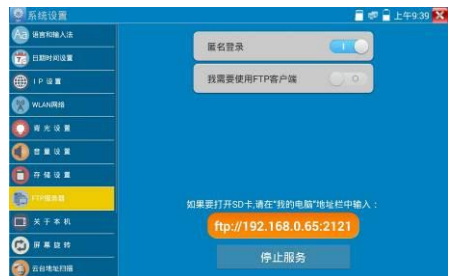 系统设置
上午9:39
语言和输入法
日期时间设置
IP设置
WLAN网络
背光设置
音量设置
存储设置
FTP服务器
关于本机
屏幕旋转
云台地址扫描
匿名登录
我需要使用FTP客户端
如果要打开SD卡,请在"我的电脑"地址栏中输入：
ftp://192.168.0.65:2121
停止服务